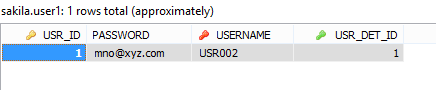 sakila.user1: 1 rows total (approximately)
USR_ID PASSWORD USERNAME USR_DET_ID
1 mno@xyz.com USR002 1